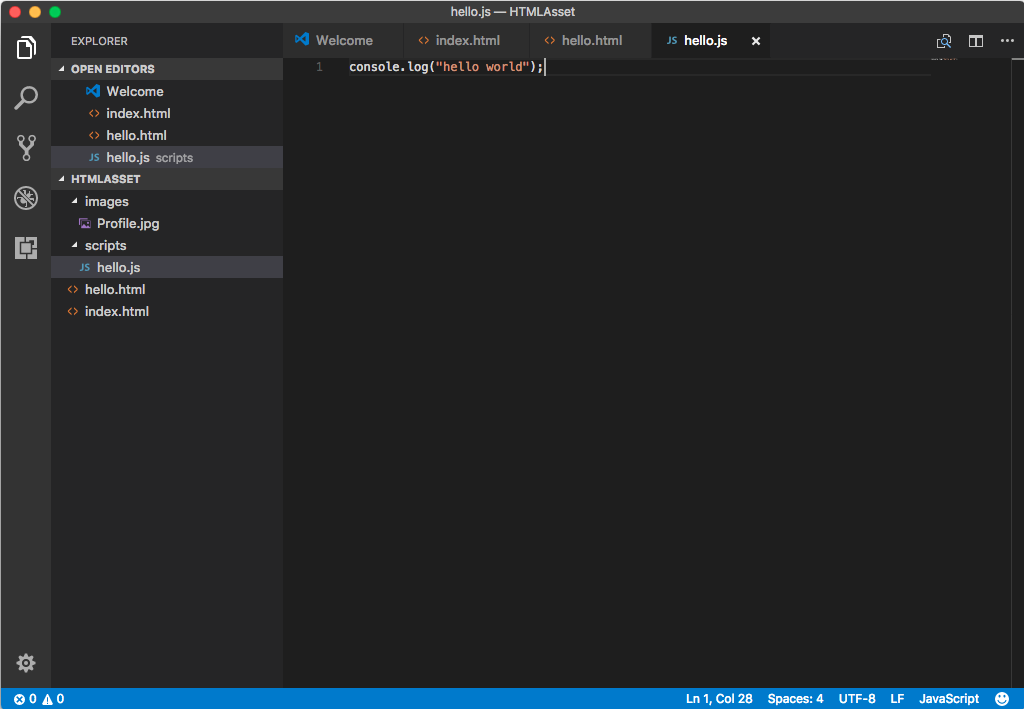 hello.js — HTMLAsset
EXPLORER
OPEN EDITORS
Welcome
index.html
hello.html
JS hello.js scripts
HTMLASSET
images
Profile.jpg
scripts
JS hello.js
hello.html
index.html
Welcome
index.html
hello.html
JS hello.js
1 console.log("hello world");
0 0
Ln 1, Col 28 Spaces: 4 UTF-8 LF JavaScript